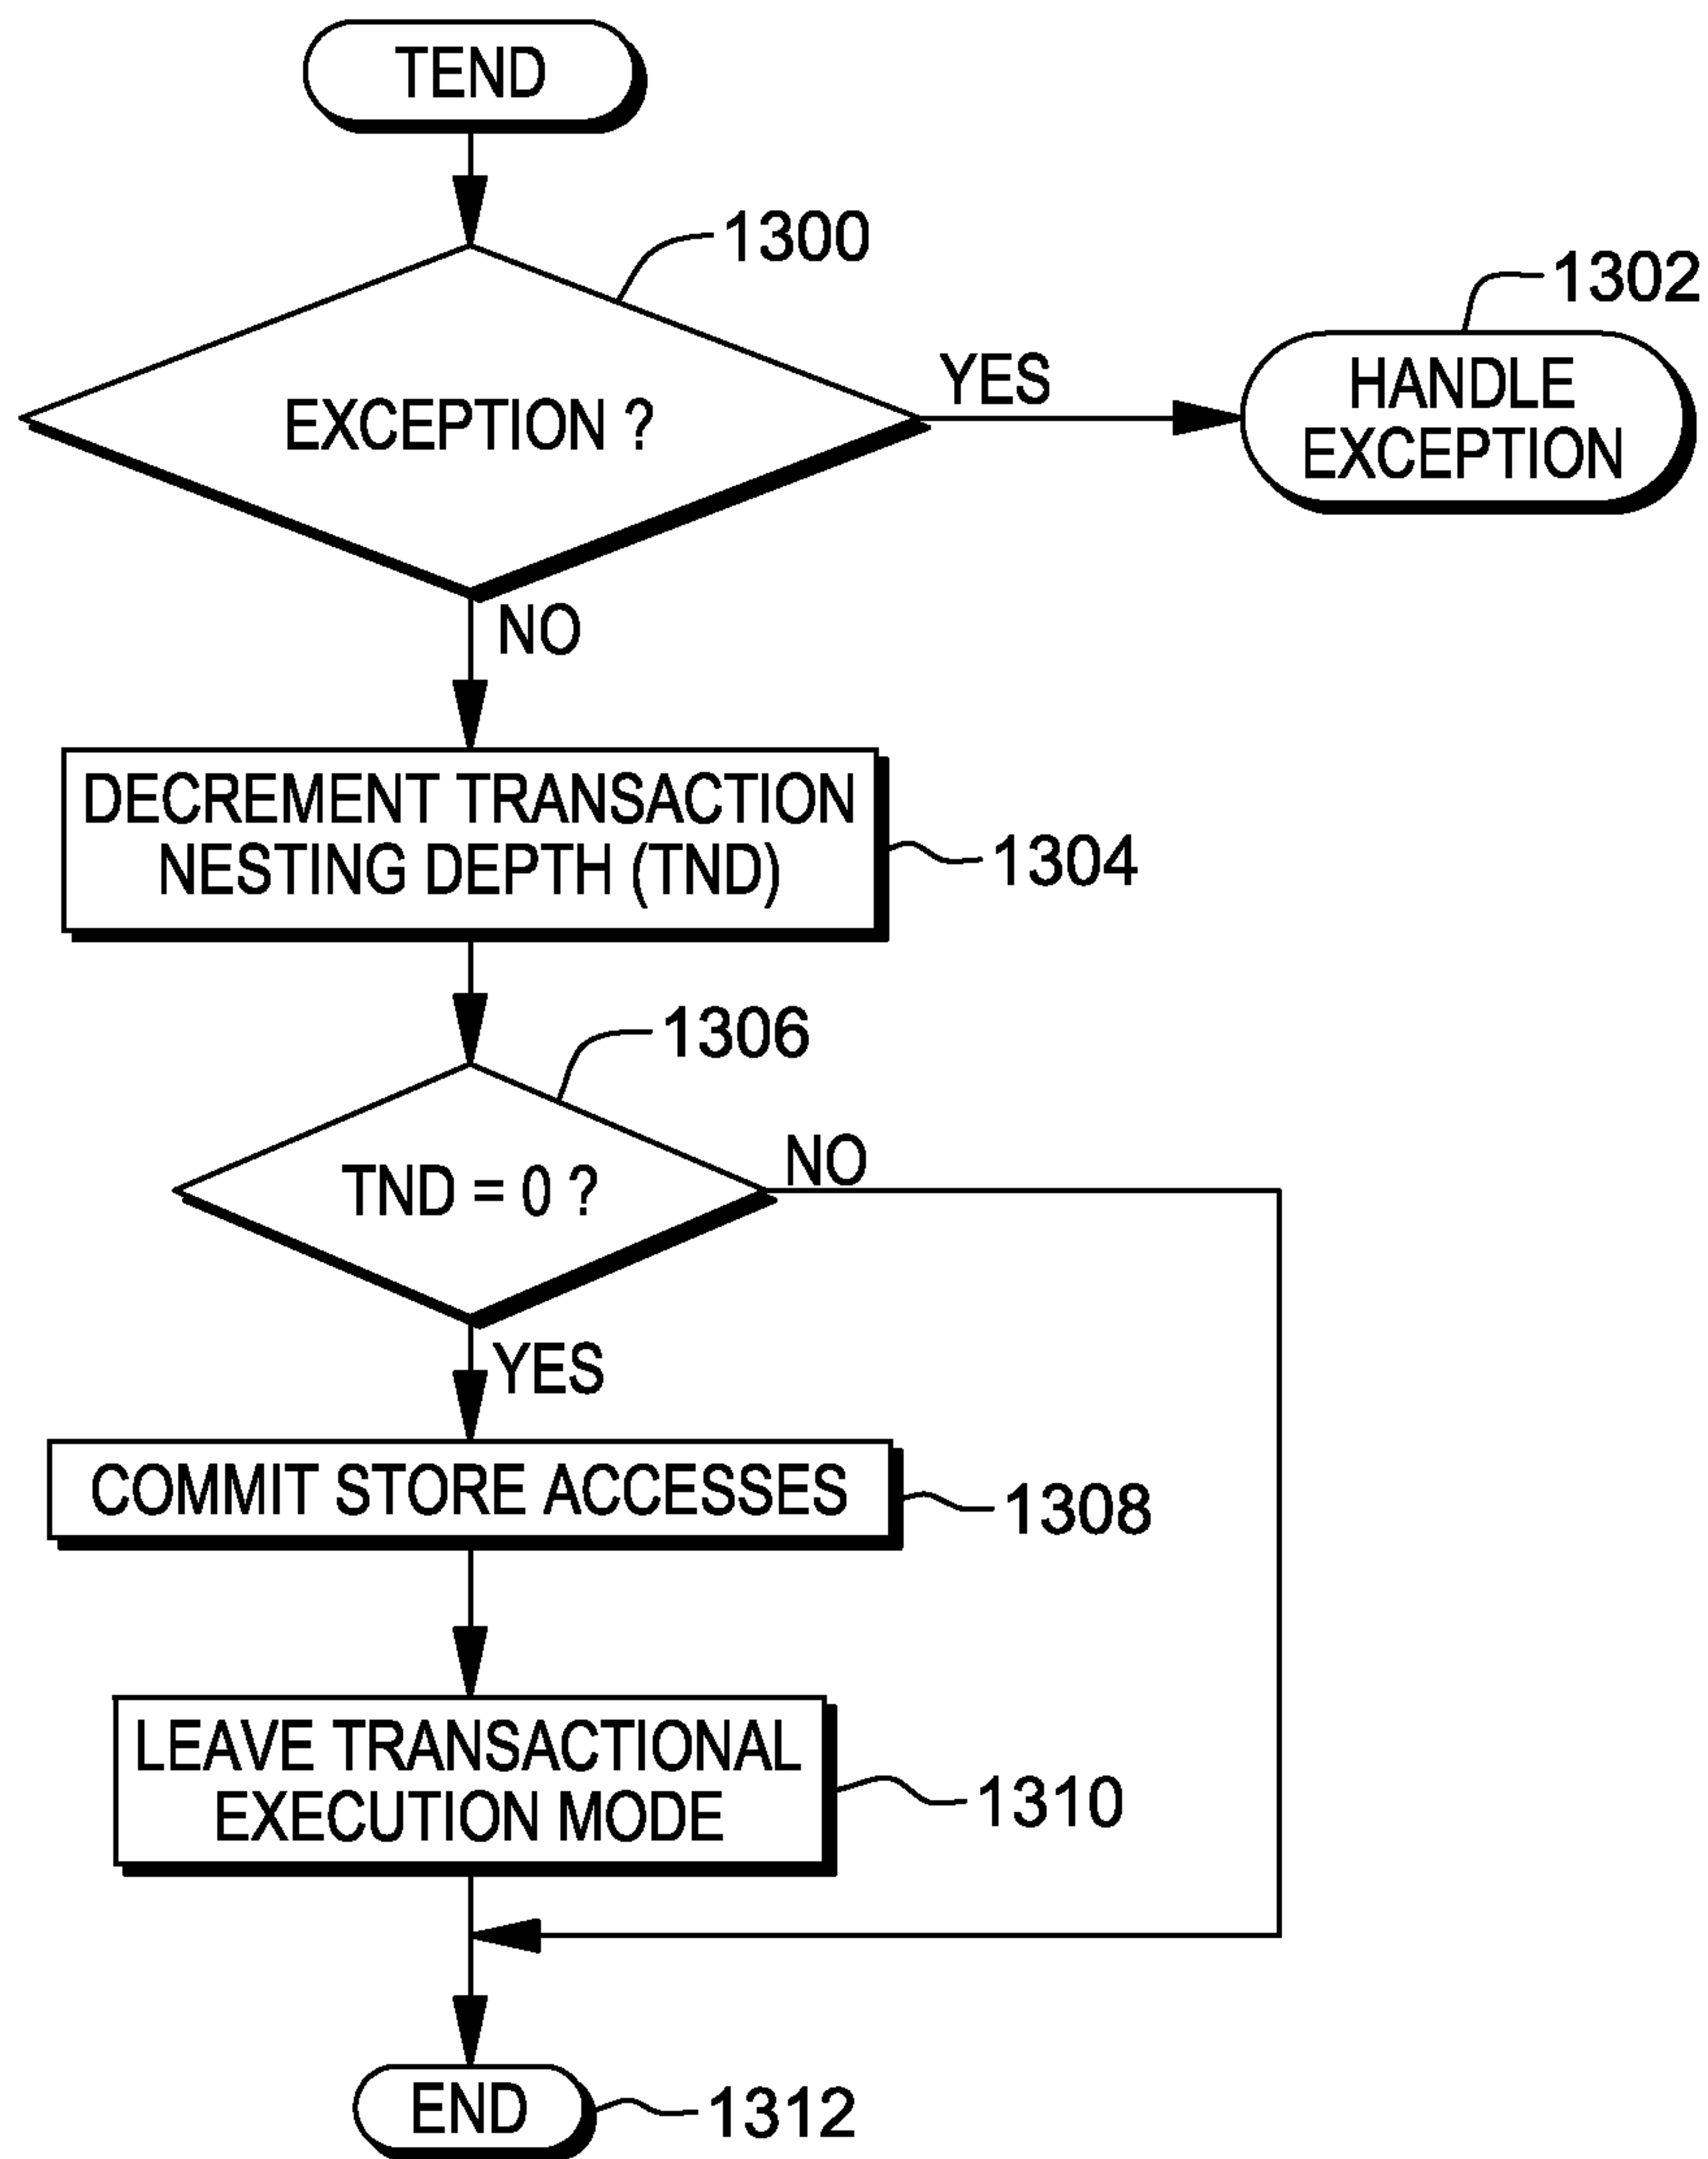 TEND
1300
1302
EXCEPTION ?
YES
HANDLE
EXCEPTION
NO
DECREMENT TRANSACTION
NESTING DEPTH (TND)
1304
1306
TND = 0 ?
NO
YES
COMMIT STORE ACCESSES
1308
LEAVE TRANSACTIONAL
EXECUTION MODE
1310
END
1312